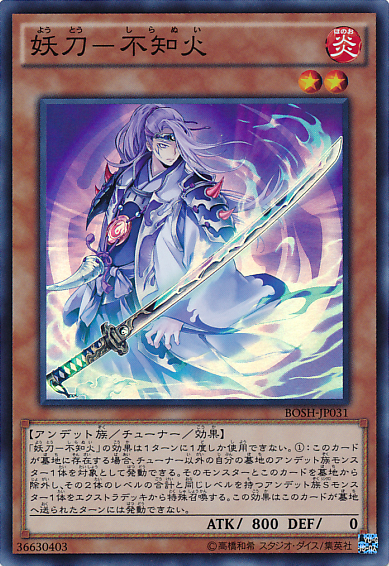 妖刀－不知火
炎
BOSH-JP031
【アンデット族／チューナー／効果】
「妖刀－不知火」の効果は1ターンに1度しか使用できない。①：このカード
が墓地に存在する場合、チューナー以外の自分の墓地のアンデット族モンス
ター1体を対象として発動できる。そのモンスターとこのカードを墓地から
除外し、その2体のレベルの合計と同じレベルを持つアンデット族Sモンス
ター1体をエクストラデッキから特殊召喚する。この効果はこのカードが墓地
へ送られたターンには発動できない。
ATK/ 800 DEF/ 0
36630403
©高橋和希 スタジオ・ダイス/集英社